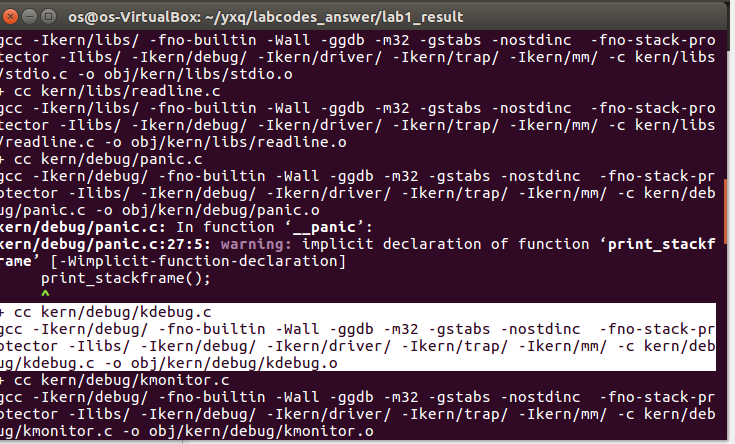 os@os-VirtualBox: ~/yxq/labcodes_answer/lab1_result
gcc -Ikern/libs/ -fno-builtin -Wall -ggdb -m32 -gstabs -nostdinc  -fno-stack-pro
tector -Ilibs/ -Ikern/debug/ -Ikern/driver/ -Ikern/trap/ -Ikern/mm/ -c kern/libs
/stdio.c -o obj/kern/libs/stdio.o
+ cc kern/libs/readline.c
gcc -Ikern/libs/ -fno-builtin -Wall -ggdb -m32 -gstabs -nostdinc  -fno-stack-pro
tector -Ilibs/ -Ikern/debug/ -Ikern/driver/ -Ikern/trap/ -Ikern/mm/ -c kern/libs
/readline.c -o obj/kern/libs/readline.o
+ cc kern/debug/panic.c
gcc -Ikern/debug/ -fno-builtin -Wall -ggdb -m32 -gstabs -nostdinc  -fno-stack-pr
otector -Ilibs/ -Ikern/debug/ -Ikern/driver/ -Ikern/trap/ -Ikern/mm/ -c kern/deb
ug/panic.c -o obj/kern/debug/panic.o
kern/debug/panic.c: In function ‘__panic’:
kern/debug/panic.c:27:5: warning: implicit declaration of function ‘print_stackf
rame’ [-Wimplicit-function-declaration]
     print_stackframe();
     ^
+ cc kern/debug/kdebug.c
gcc -Ikern/debug/ -fno-builtin -Wall -ggdb -m32 -gstabs -nostdinc  -fno-stack-pr
otector -Ilibs/ -Ikern/debug/ -Ikern/driver/ -Ikern/trap/ -Ikern/mm/ -c kern/deb
ug/kdebug.c -o obj/kern/debug/kdebug.o
+ cc kern/debug/kmonitor.c
gcc -Ikern/debug/ -fno-builtin -Wall -ggdb -m32 -gstabs -nostdinc  -fno-stack-pr
otector -Ilibs/ -Ikern/debug/ -Ikern/driver/ -Ikern/trap/ -Ikern/mm/ -c kern/deb
ug/kmonitor.c -o obj/kern/debug/kmonitor.o